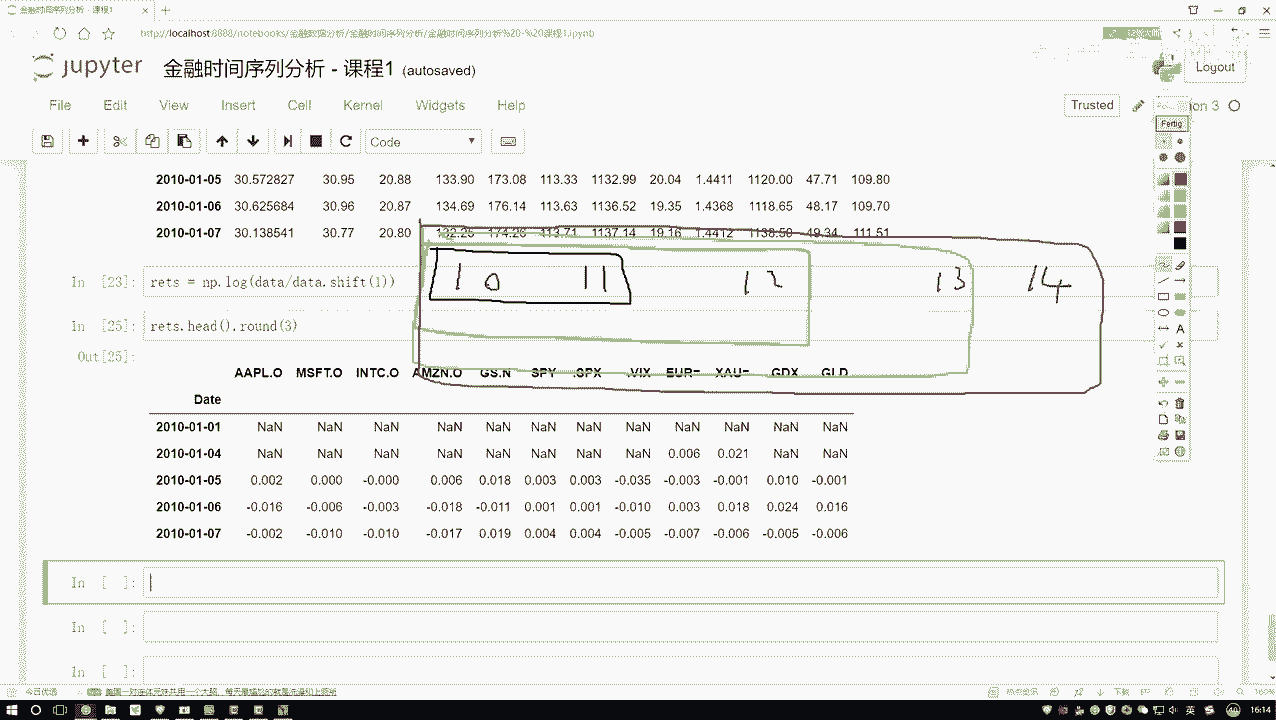 金融时间序列分析 - 课程1
http://localhost:8888/notebooks/金融数据分析/金融时间序列分析/金融时间序列分析%20-%20课程1.ipynb
jupyter 金融时间序列分析 - 课程1 (autosaved)
Logout
File Edit View Insert Cell Kernel Widgets Help
Trusted
on 3
Fertig
Code
2010-01-05 30.572827 30.95 20.88 133.90 173.08 113.33 1132.99 20.04 1.4411 1120.00 47.71 109.80
2010-01-06 30.625684 30.96 20.87 134.69 176.14 113.63 1136.52 19.35 1.4368 1118.65 48.17 109.70
2010-01-07 30.138541 30.77 20.80 132.25 174.26 113.71 1137.14 19.16 1.4412 1138.50 49.34 111.51
In [23]: rets = np.log(data/data.shift(1))
10 11 12 13 14
In [25]: rets.head().round(3)
Out[25]:
AAPL.O MSFT.O INTC.O AMZN.O GS.N SPY .SPX .VIX EUR= XAU= GDX GLD
Date
2010-01-01 NaN NaN NaN NaN NaN NaN NaN NaN NaN NaN NaN NaN
2010-01-04 NaN NaN NaN NaN NaN NaN NaN NaN 0.006 0.021 NaN NaN
2010-01-05 0.002 0.000 -0.000 0.006 0.018 0.003 0.003 -0.035 -0.003 -0.001 0.010 -0.001
2010-01-06 -0.016 -0.006 -0.003 -0.018 -0.011 0.001 0.001 -0.010 0.003 0.018 0.024 0.016
2010-01-07 -0.002 -0.010 -0.010 -0.017 0.019 0.004 0.004 -0.005 -0.007 -0.006 -0.005 -0.006
In [ ]:
In [ ]:
In [ ]:
今日优选
下载
16:14